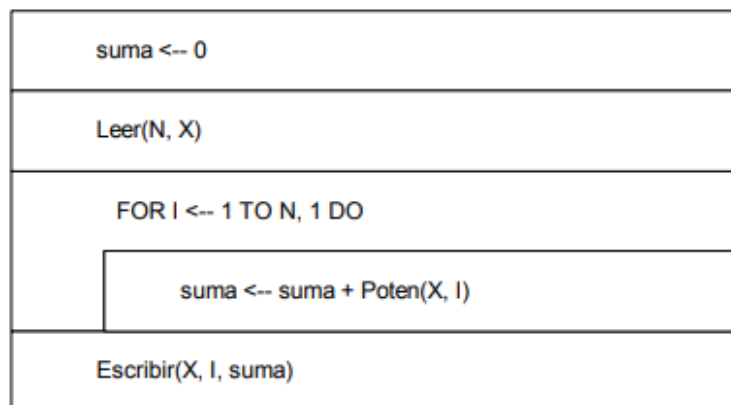 suma <-- 0
Leer(N, X)
FOR I <-- 1 TO N, 1 DO
suma <-- suma + Poten(X, I)
Escribir(X, I, suma)